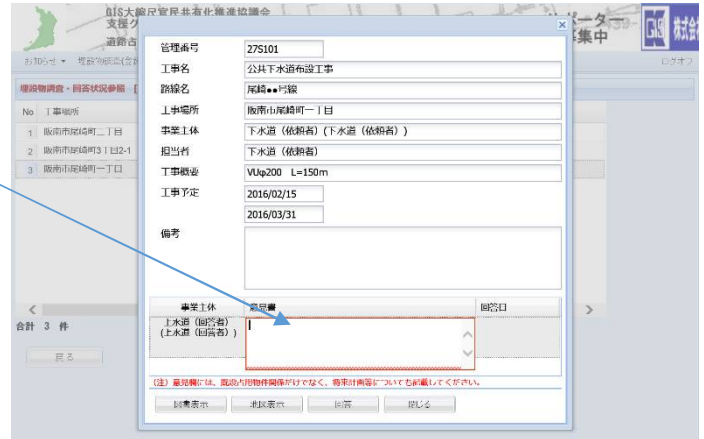 GIS大縮尺官民共有化推進協議会
支援グ
道路占
サポーター
募集中
GIS 株式会
お知らせ
ログオフ
埋設物調査・回答状況参照
No 工事場所
1 阪南市尾崎町二丁目
2 阪南市尾崎町3丁目2-1
3 阪南市尾崎町一丁目
合計 3 件
戻る
管理番号 27S101
工事名 公共下水道布設工事
路線名 尾崎●●号線
工事場所 阪南市尾崎町一丁目
事業主体 下水道（依頼者）(下水道（依頼者）)
担当者 下水道（依頼者）
工事概要 VUφ200 L=150m
工事予定 2016/02/15
2016/03/31
備考
事業主体 意見書 回答日
上水道（回答者）
(上水道（回答者）)
（注）意見欄には、既設占用物件関係だけでなく、将来計画等についても記載してください。
図書表示 地図表示 回答 閉じる